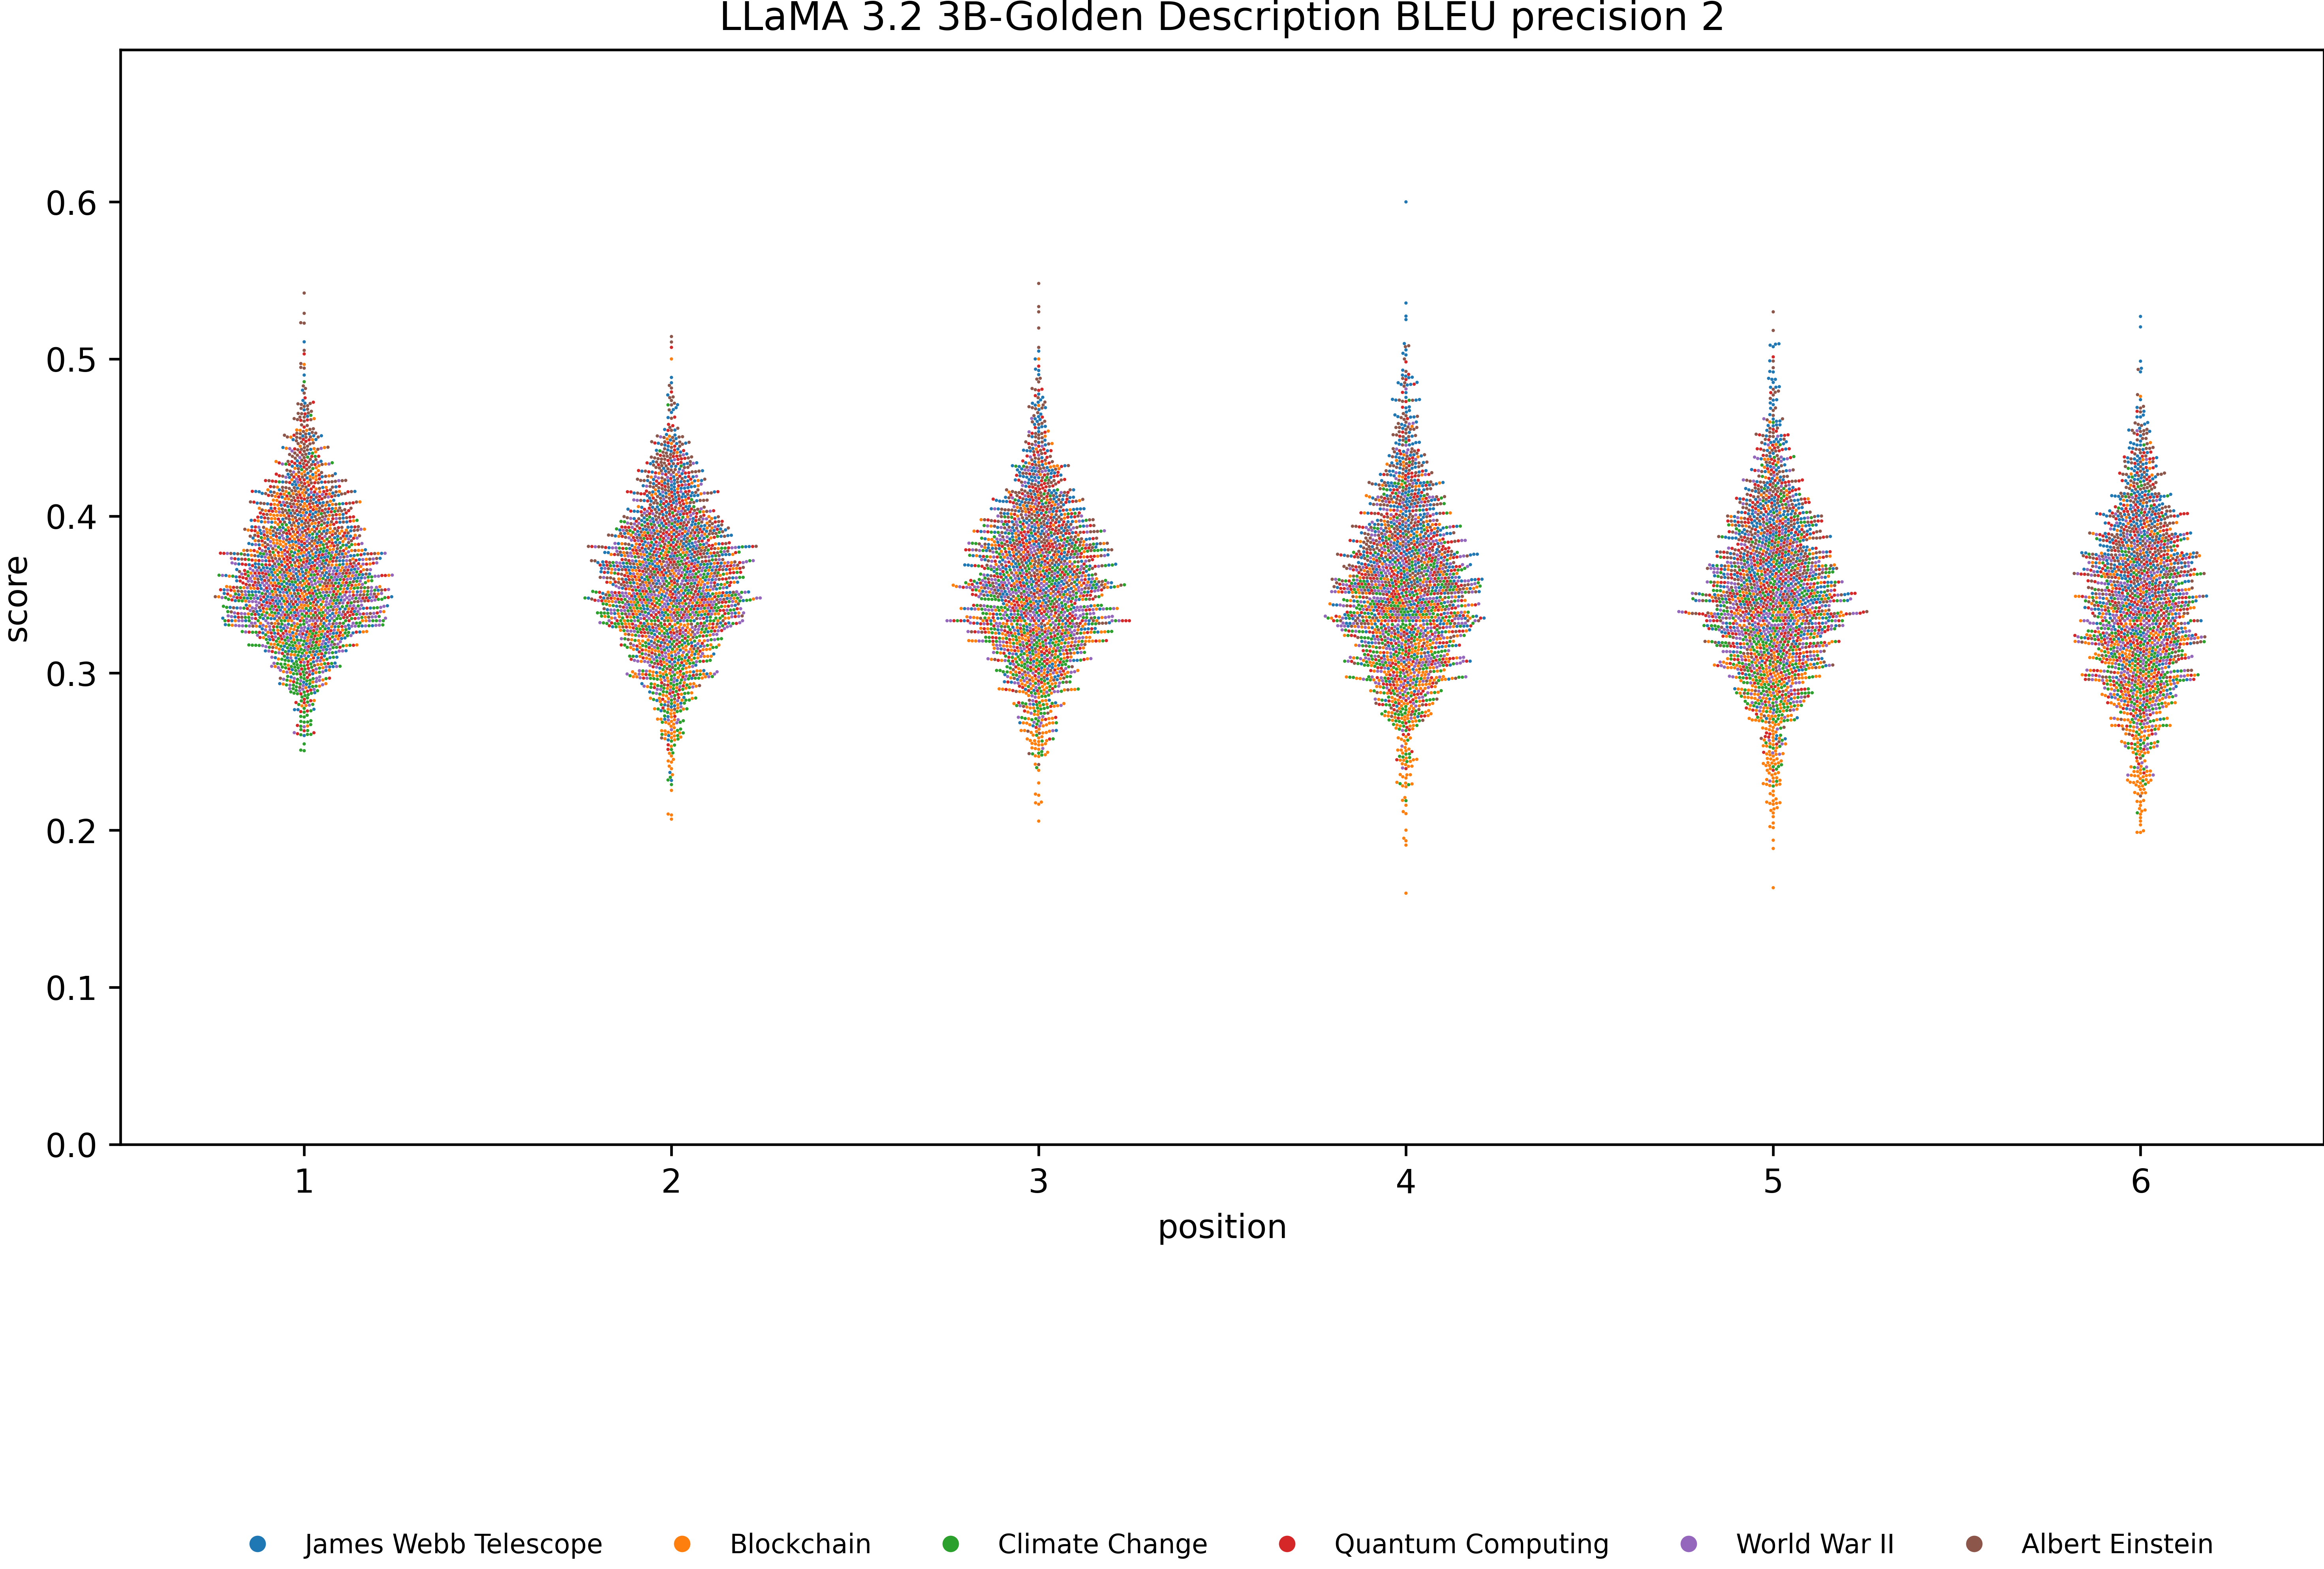 LLaMA 3.2 3B-Golden Description BLEU precision 2
score
0.6
0.5
0.4
0.3
0.2
0.1
0.0
1 2 3 4 5 6
position
James Webb Telescope Blockchain Climate Change Quantum Computing World War II Albert Einstein